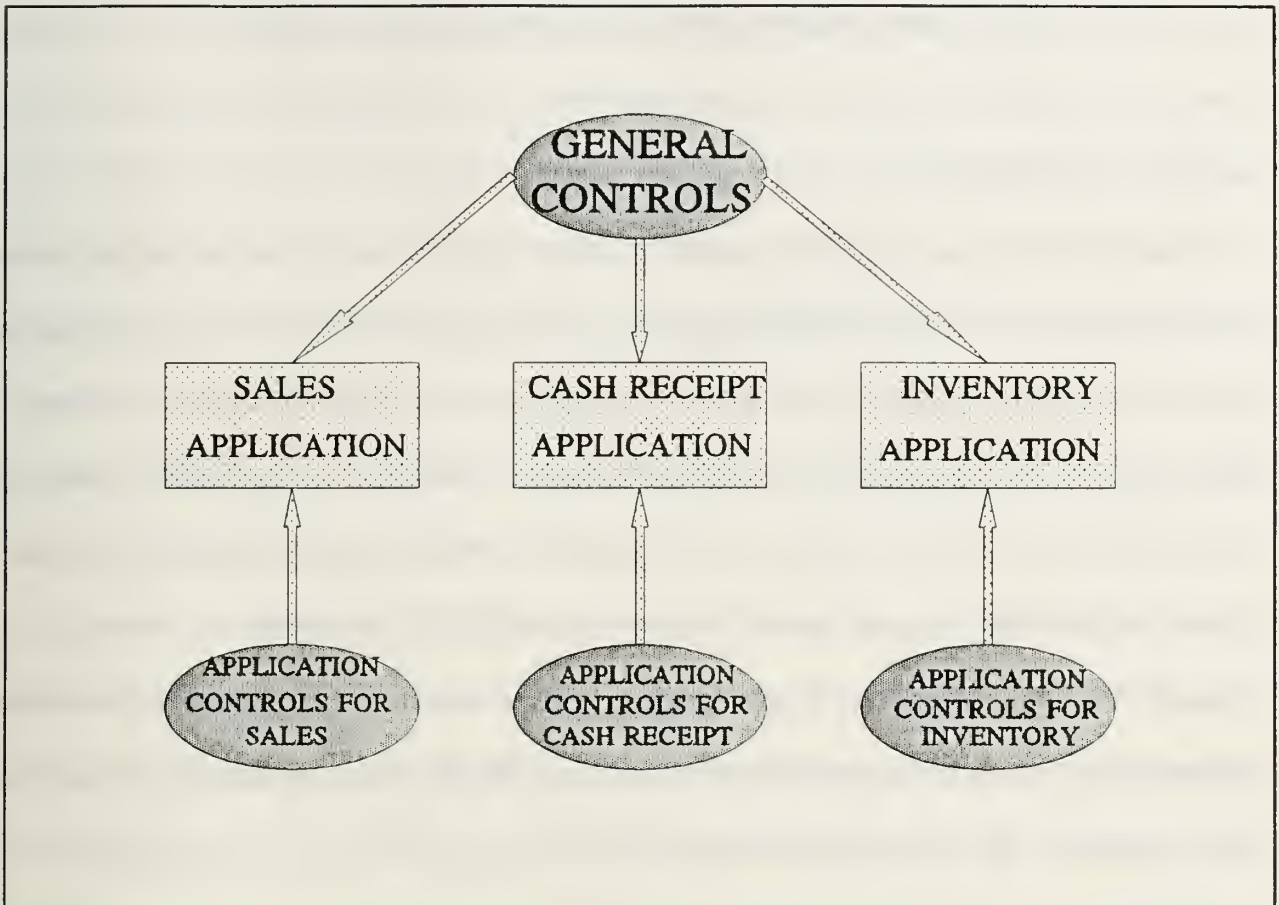 GENERAL
CONTROLS
SALES
APPLICATION
CASH RECEIPT
APPLICATION
INVENTORY
APPLICATION
APPLICATION
CONTROLS FOR
SALES
APPLICATION
CONTROLS FOR
CASH RECEIPT
APPLICATION
CONTROLS FOR
INVENTORY